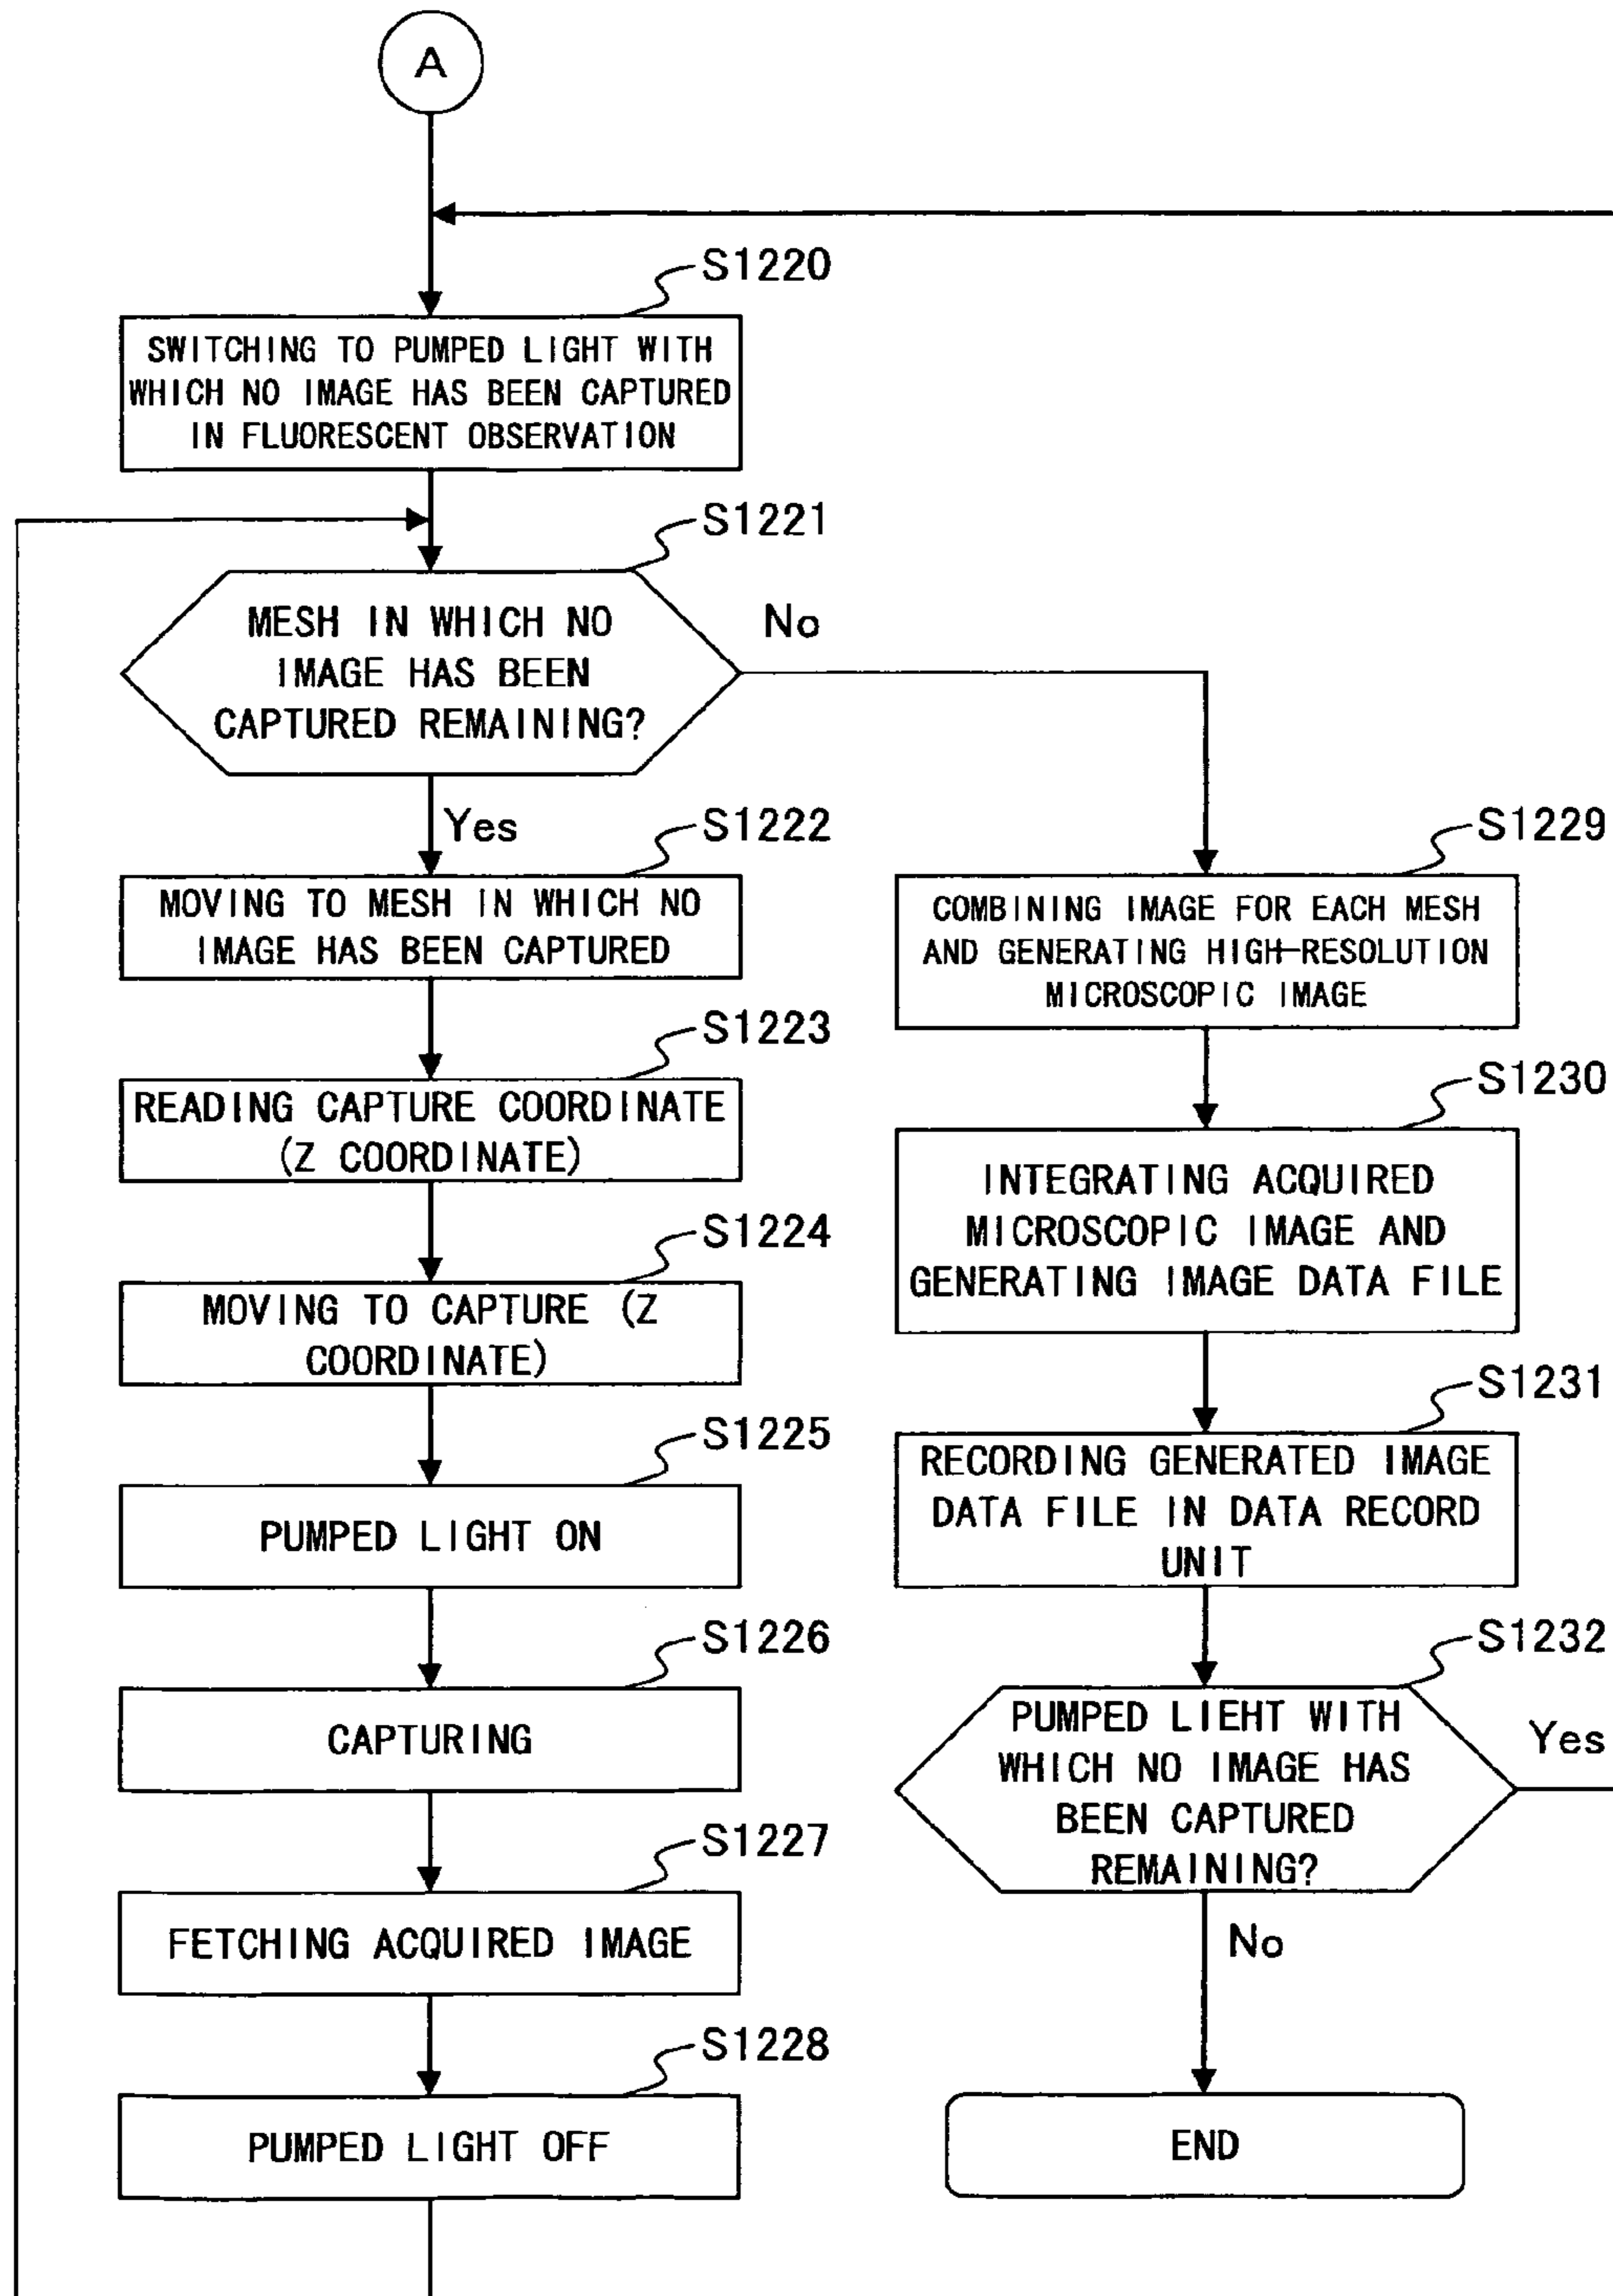 A
S1220
SWITCHING TO PUMPED LIGHT WITH
WHICH NO IMAGE HAS BEEN CAPTURED
IN FLUORESCENT OBSERVATION
S1221
MESH IN WHICH NO
IMAGE HAS BEEN
CAPTURED REMAINING?
No
Yes
S1222
MOVING TO MESH IN WHICH NO
IMAGE HAS BEEN CAPTURED
S1223
READING CAPTURE COORDINATE
(Z COORDINATE)
S1224
MOVING TO CAPTURE (Z
COORDINATE)
S1225
PUMPED LIGHT ON
S1226
CAPTURING
S1227
FETCHING ACQUIRED IMAGE
S1228
PUMPED LIGHT OFF
S1229
COMBINING IMAGE FOR EACH MESH
AND GENERATING HIGH-RESOLUTION
MICROSCOPIC IMAGE
S1230
INTEGRATING ACQUIRED
MICROSCOPIC IMAGE AND
GENERATING IMAGE DATA FILE
S1231
RECORDING GENERATED IMAGE
DATA FILE IN DATA RECORD
UNIT
S1232
PUMPED LIEHT WITH
WHICH NO IMAGE HAS
BEEN CAPTURED
REMAINING?
Yes
No
END